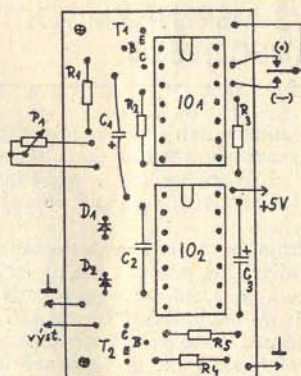 T1
E
B
C
R1
C1
+
R2
IO1
R3
(+)
(—)
P1
+5V
D1
D2
C2
IO2
+
C3
výst.
T2
C
B
E
R5
R4